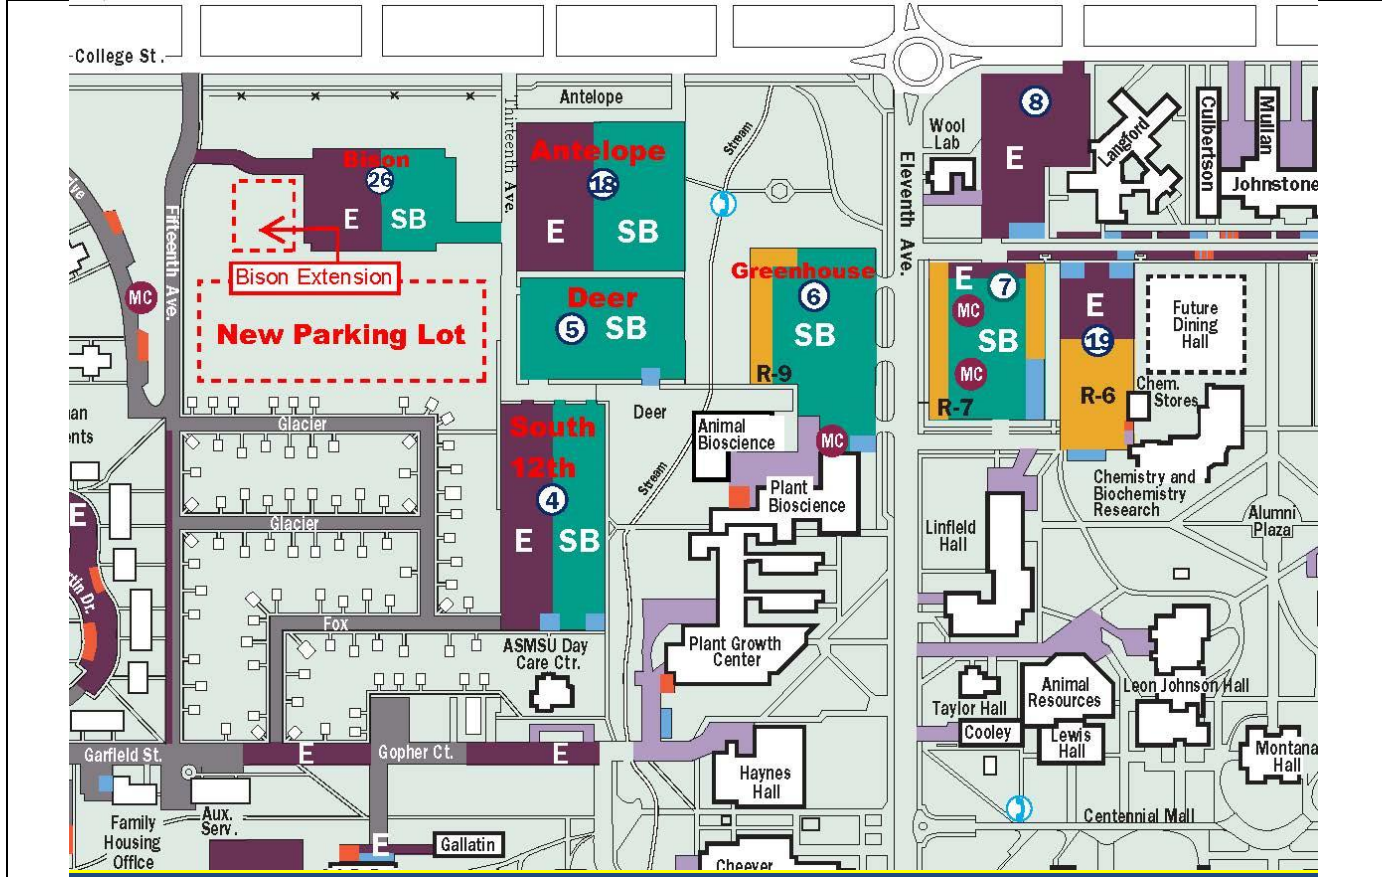 College St.
Antelope
Thirteenth Ave.
Stream
8
E
Wool
Lab
Langford
Culbertson
Mullan
Johnstone
Bison
26
E
SB
Antelope
18
E
SB
Fifteenth Ave.
Eleventh Ave.
Bison Extension
MC
New Parking Lot
Deer
5
SB
Greenhouse
6
SB
R-9
E
7
MC
SB
MC
R-7
E
19
R-6
Future
Dining
Hall
Chem.
Stores
Deer
Glacier
South
12th
4
E
SB
Animal
Bioscience
MC
Stream
Plant
Bioscience
Chemistry and
Biochemistry
Research
Linfield
Hall
Alumni
Plaza
ents
E
Glacier
Fox
ASMSU Day
Care Ctr.
Plant Growth
Center
Taylor Hall
Cooley
Animal
Resources
Lewis
Hall
Leon Johnson Hall
Montana
Hall
Garfield St.
E
Gopher Ct.
E
Haynes
Hall
Family
Housing
Office
Aux.
Serv.
E
Gallatin
Centennial Mall
Cheever